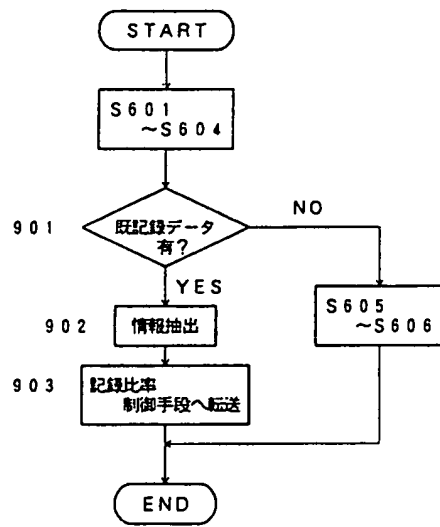 START
S601
~S604
901
既記録データ
有?
NO
YES
902
情報抽出
S605
~S606
903
記録比率
制御手段へ転送
END